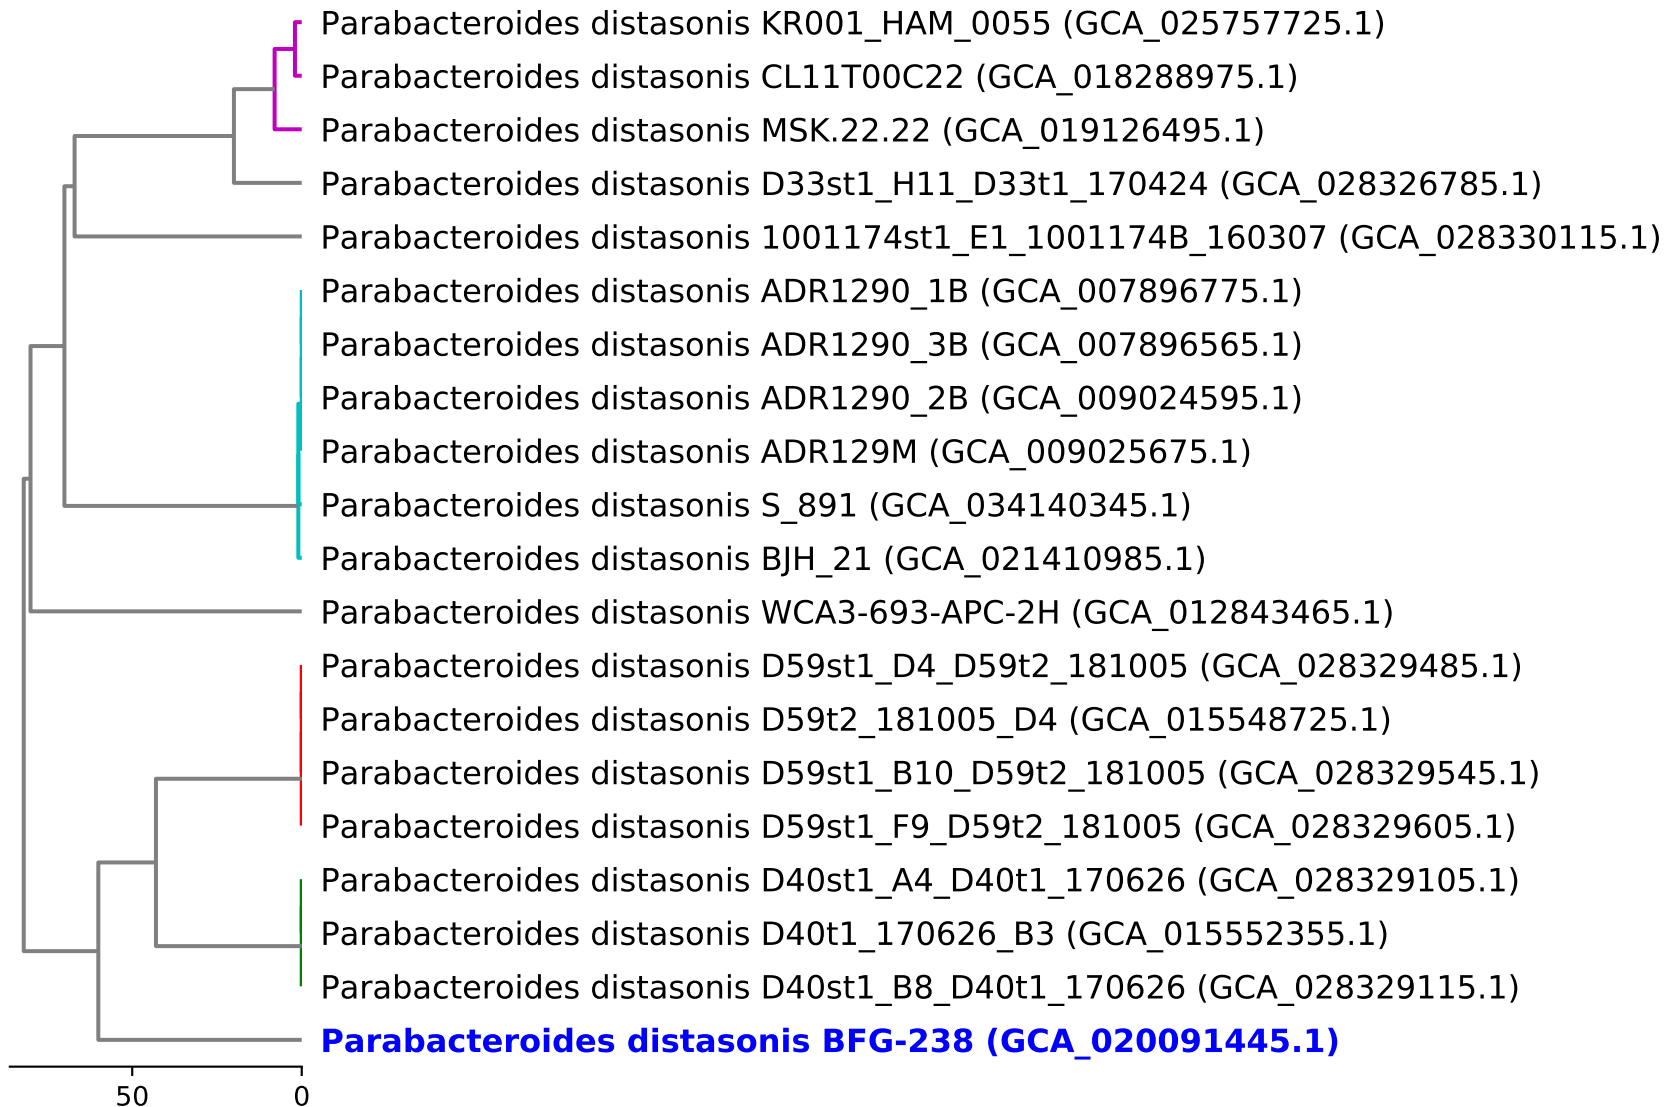 Parabacteroides distasonis KR001_HAM_0055 (GCA_025757725.1)
Parabacteroides distasonis CL11T00C22 (GCA_018288975.1)
Parabacteroides distasonis MSK.22.22 (GCA_019126495.1)
Parabacteroides distasonis D33st1_H11_D33t1_170424 (GCA_028326785.1)
Parabacteroides distasonis 1001174st1_E1_1001174B_160307 (GCA_028330115.1)
Parabacteroides distasonis ADR1290_1B (GCA_007896775.1)
Parabacteroides distasonis ADR1290_3B (GCA_007896565.1)
Parabacteroides distasonis ADR1290_2B (GCA_009024595.1)
Parabacteroides distasonis ADR129M (GCA_009025675.1)
Parabacteroides distasonis S_891 (GCA_034140345.1)
Parabacteroides distasonis BJH_21 (GCA_021410985.1)
Parabacteroides distasonis WCA3-693-APC-2H (GCA_012843465.1)
Parabacteroides distasonis D59st1_D4_D59t2_181005 (GCA_028329485.1)
Parabacteroides distasonis D59t2_181005_D4 (GCA_015548725.1)
Parabacteroides distasonis D59st1_B10_D59t2_181005 (GCA_028329545.1)
Parabacteroides distasonis D59st1_F9_D59t2_181005 (GCA_028329605.1)
Parabacteroides distasonis D40st1_A4_D40t1_170626 (GCA_028329105.1)
Parabacteroides distasonis D40t1_170626_B3 (GCA_015552355.1)
Parabacteroides distasonis D40st1_B8_D40t1_170626 (GCA_028329115.1)
Parabacteroides distasonis BFG-238 (GCA_020091445.1)
50 0